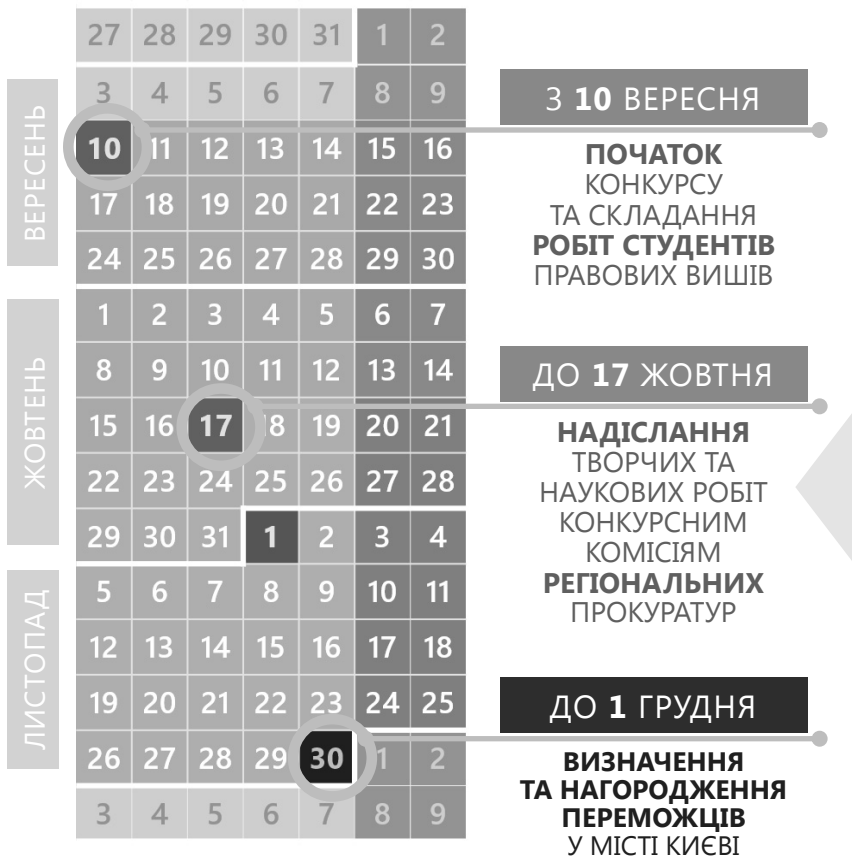 27 28 29 30 31 1 2
3 4 5 6 7 8 9
ВЕРЕСЕНЬ
10 11 12 13 14 15 16
17 18 19 20 21 22 23
24 25 26 27 28 29 30
ЖОВТЕНЬ
1 2 3 4 5 6 7
8 9 10 11 12 13 14
15 16 17 18 19 20 21
22 23 24 25 26 27 28
29 30 31 1 2 3 4
ЛИСТОПАД
5 6 7 8 9 10 11
12 13 14 15 16 17 18
19 20 21 22 23 24 25
26 27 28 29 30 1 2
3 4 5 6 7 8 9
З 10 ВЕРЕСНЯ
ПОЧАТОК
КОНКУРСУ
ТА СКЛАДАННЯ
РОБІТ СТУДЕНТІВ
ПРАВОВИХ ВИШІВ
ДО 17 ЖОВТНЯ
НАДІСЛАННЯ
ТВОРЧИХ ТА
НАУКОВИХ РОБІТ
КОНКУРСНИМ
КОМІСІЯМ
РЕГІОНАЛЬНИХ
ПРОКУРАТУР
ДО 1 ГРУДНЯ
ВИЗНАЧЕННЯ
ТА НАГОРОДЖЕННЯ
ПЕРЕМОЖЦІВ
У МІСТІ КИЄВІ